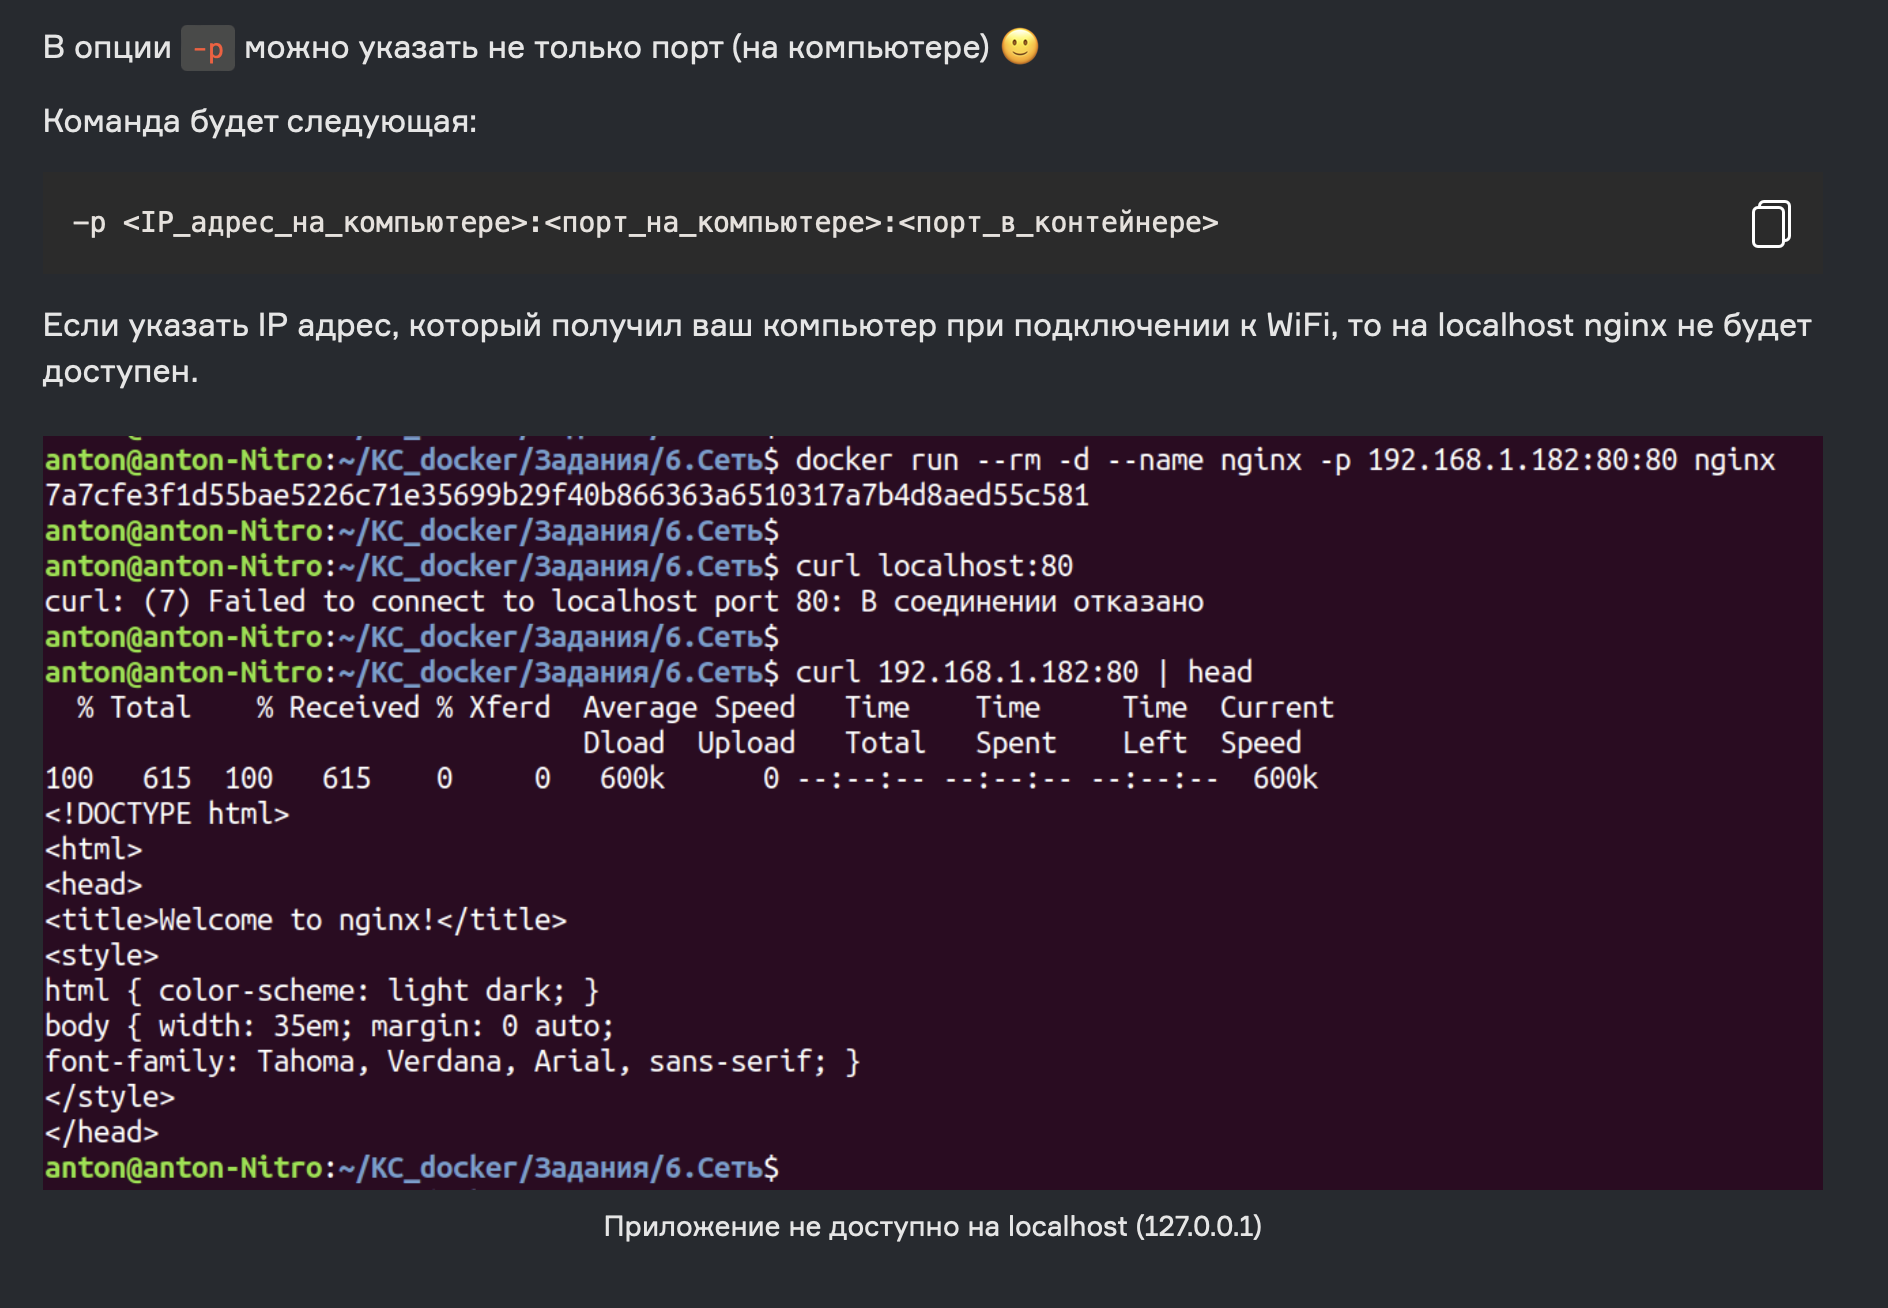 В опции -p можно указать не только порт (на компьютере) 🙂
Команда будет следующая:
-p <IP_адрес_на_компьютере>:<порт_на_компьютере>:<порт_в_контейнере>
Если указать IP адрес, который получил ваш компьютер при подключении к WiFi, то на localhost nginx не будет
доступен.
anton@anton-Nitro:~/KC_docker/Задания/6.Сеть$ docker run --rm -d --name nginx -p 192.168.1.182:80:80 nginx
7a7cfe3f1d55bae5226c71e35699b29f40b866363a6510317a7b4d8aed55c581
anton@anton-Nitro:~/KC_docker/Задания/6.Сеть$
anton@anton-Nitro:~/KC_docker/Задания/6.Сеть$ curl localhost:80
curl: (7) Failed to connect to localhost port 80: В соединении отказано
anton@anton-Nitro:~/KC_docker/Задания/6.Сеть$
anton@anton-Nitro:~/KC_docker/Задания/6.Сеть$ curl 192.168.1.182:80 | head
  % Total    % Received % Xferd  Average Speed   Time    Time     Time  Current
                                 Dload  Upload   Total   Spent    Left  Speed
100   615  100   615    0     0   600k      0 --:--:-- --:--:-- --:--:--  600k
<!DOCTYPE html>
<html>
<head>
<title>Welcome to nginx!</title>
<style>
html { color-scheme: light dark; }
body { width: 35em; margin: 0 auto;
font-family: Tahoma, Verdana, Arial, sans-serif; }
</style>
</head>
anton@anton-Nitro:~/KC_docker/Задания/6.Сеть$
Приложение не доступно на localhost (127.0.0.1)